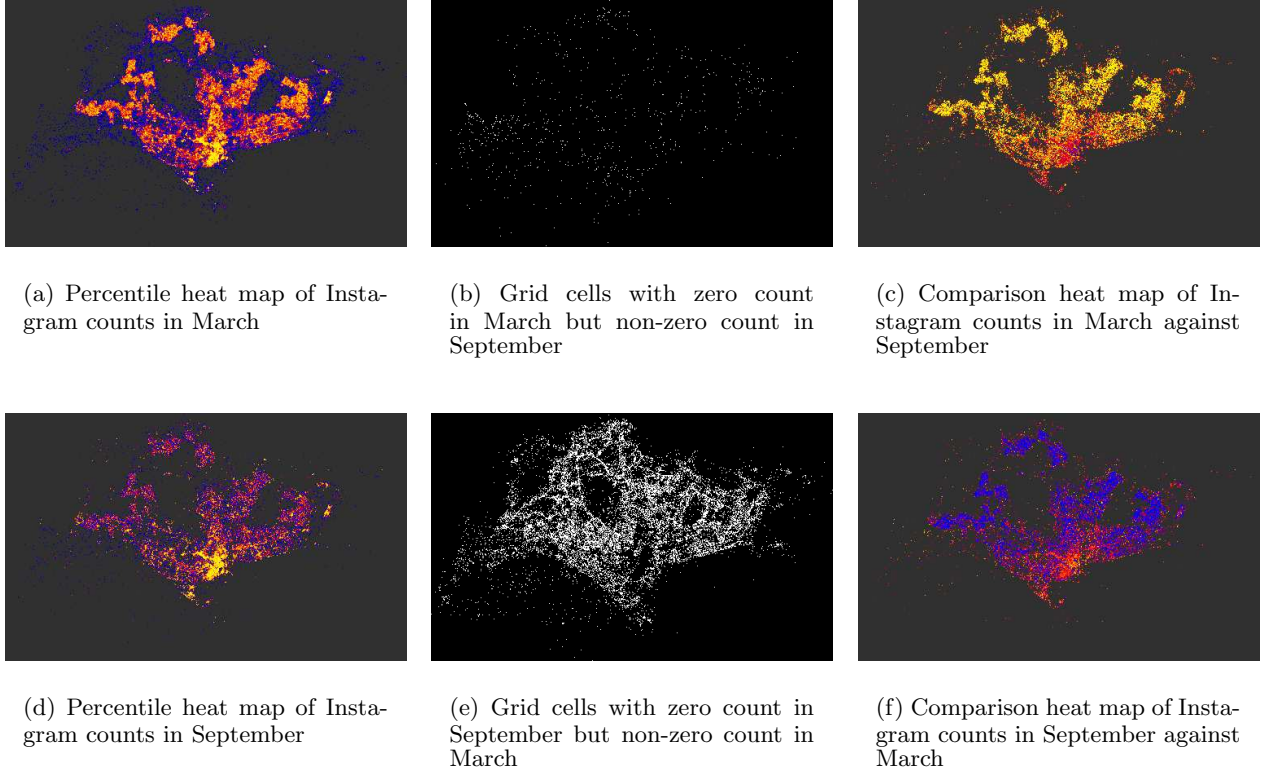 (a) Percentile heat map of Insta-
gram counts in March
(b) Grid cells with zero count
in March but non-zero count in
September
(c) Comparison heat map of In-
stagram counts in March against
September
(d) Percentile heat map of Insta-
gram counts in September
(e) Grid cells with zero count in
September but non-zero count in
March
(f) Comparison heat map of Insta-
gram counts in September against
March